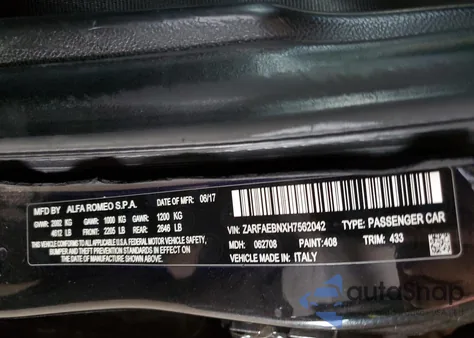 MFD BY ALFA ROMEO S.P.A. DATE OF MFR. 06/17
GVWR: 2092 KG GAWR: 1000 KG GAWR: 1200 KG
4612 LB FRONT: 2205 LB REAR: 2646 LB
THIS VEHICLE CONFORMS TO ALL APPLICABLE U.S. FEDERAL MOTOR VEHICLE SAFETY,
BUMPER AND THEFT PREVENTION STANDARDS IN EFFECT
ON THE DATE OF MANUFACTURE SHOWN ABOVE.
VIN: ZARFAEBNXH7562042 TYPE: PASSENGER CAR
MDH: 062708 PAINT: 408 TRIM: 433
VEHICLE MADE IN: ITALY
autoSnap